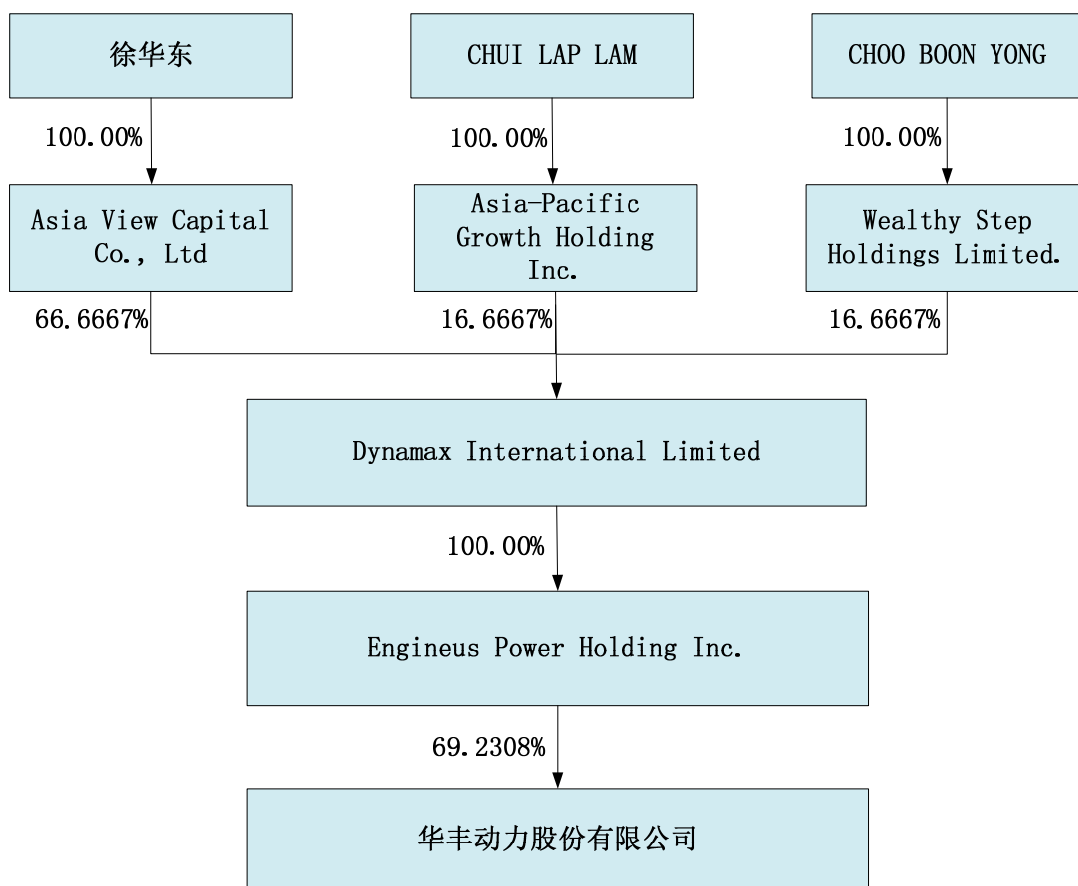 徐华东
CHUI LAP LAM
CHOO BOON YONG
100.00%
100.00%
100.00%
Asia View Capital
Co., Ltd
Asia-Pacific
Growth Holding
Inc.
Wealthy Step
Holdings Limited.
66.6667%
16.6667%
16.6667%
Dynamax International Limited
100.00%
Engineus Power Holding Inc.
69.2308%
华丰动力股份有限公司